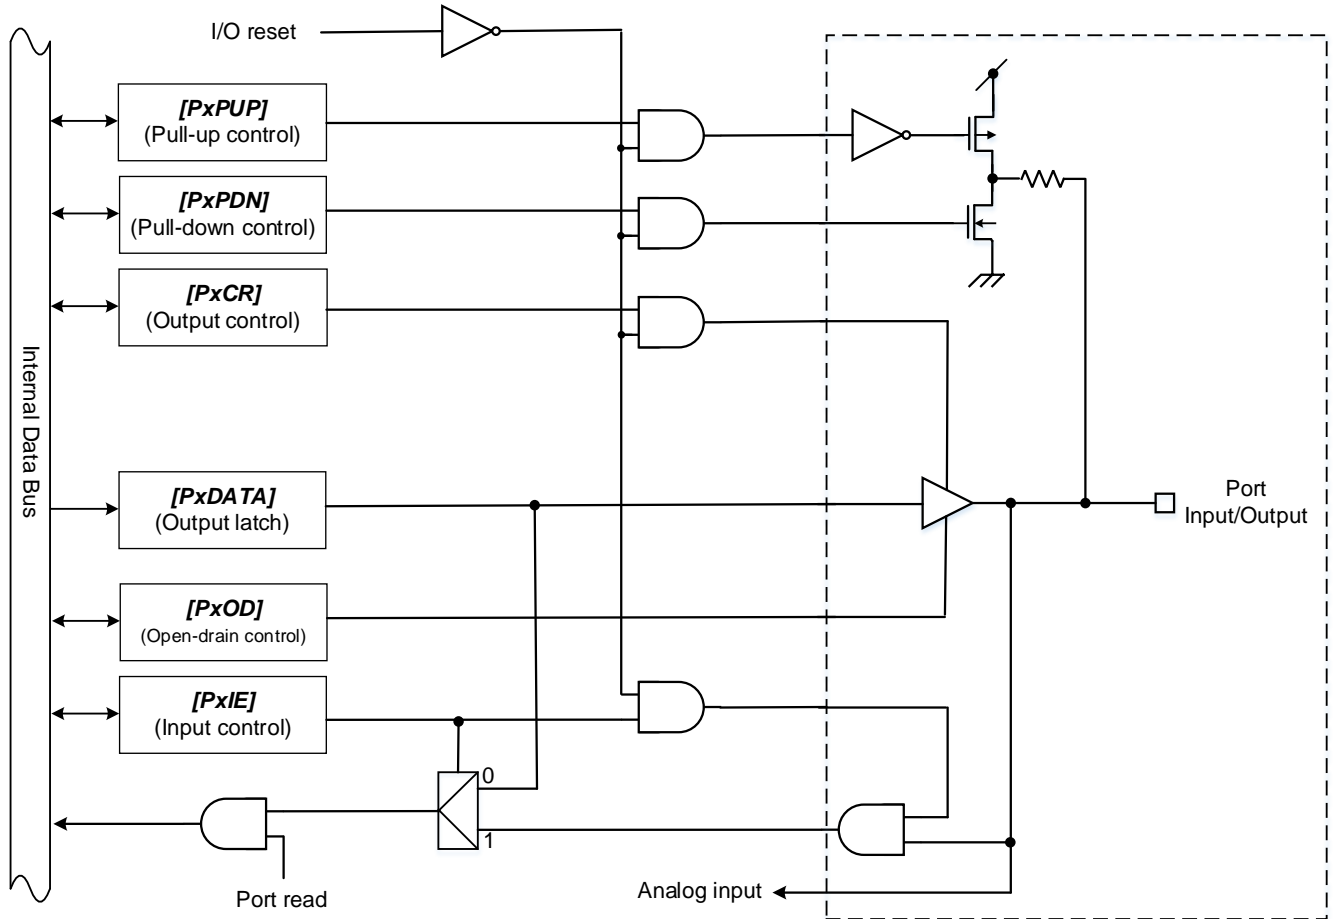 I/O reset
[PxPUP]
(Pull-up control)
[PxPDN]
(Pull-down control)
[PxCR]
(Output control)
Internal Data Bus
[PxDATA]
(Output latch)
Port
Input/Output
[PxOD]
(Open-drain control)
[PxIE]
(Input control)
0
1
Port read
Analog input